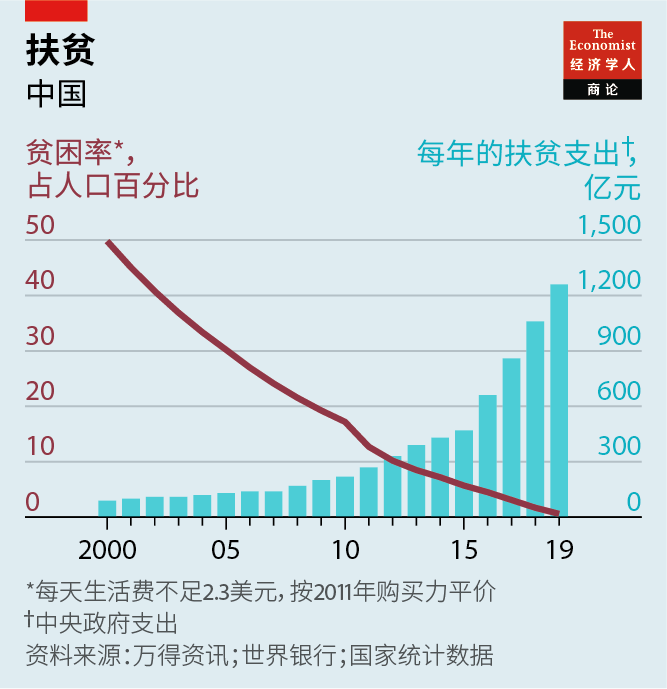 扶贫
中国
The
Economist
经济学人
商论
贫困率*，
占人口百分比
每年的扶贫支出†，
亿元
50 1,500
40 1,200
30 900
20 600
10 300
0 0
2000 05 10 15 19
*每天生活费不足2.3美元，按2011年购买力平价
†中央政府支出
资料来源：万得资讯；世界银行；国家统计数据